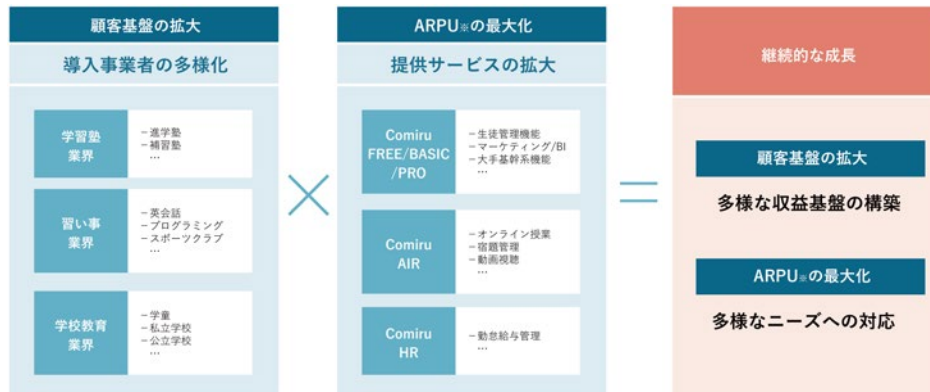 顧客基盤の拡大
導入事業者の多様化
学習塾
業界
－進学塾
－補習塾
…
習い事
業界
－英会話
－プログラミング
－スポーツクラブ
…
学校教育
業界
－学童
－私立学校
－公立学校
…
×
ARPU※の最大化
提供サービスの拡大
Comiru
FREE/BASIC
/PRO
－生徒管理機能
－マーケティング/BI
－大手基幹系機能
…
Comiru
AIR
－オンライン授業
－宿題管理
－動画視聴
…
Comiru
HR
－勤怠給与管理
…
＝
継続的な成長
顧客基盤の拡大
多様な収益基盤の構築
ARPU※の最大化
多様なニーズへの対応